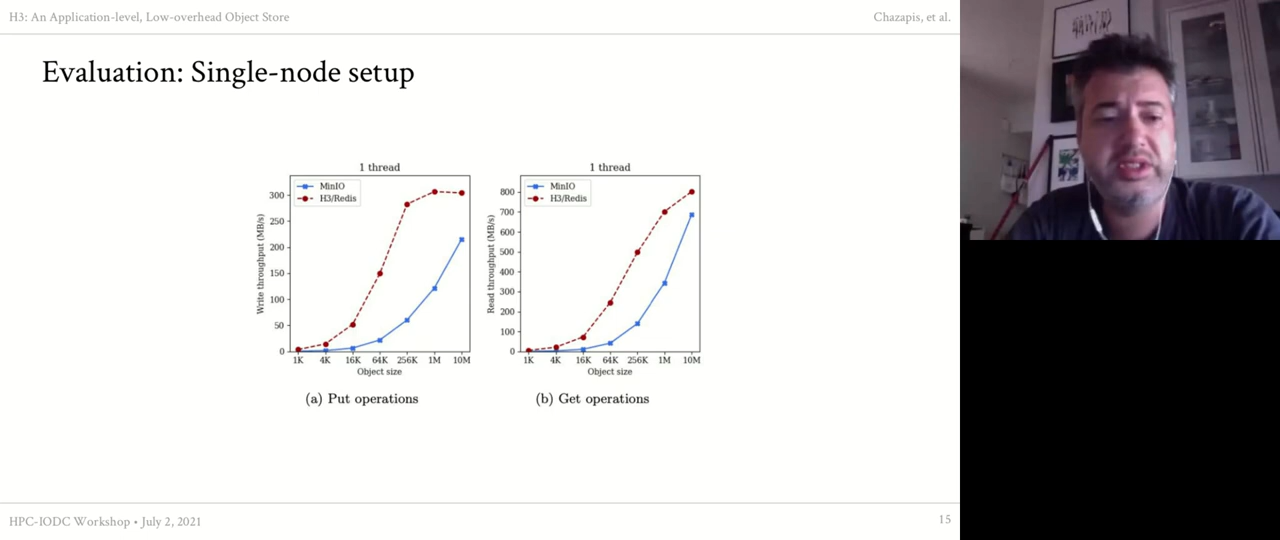 H3: An Application-level, Low-overhead Object Store
Chazapis, et al.
Evaluation: Single-node setup
1 thread
MinIO
H3/Redis
Write throughput (MB/s)
300
250
200
150
100
50
0
1K 4K 16K 64K 256K 1M 10M
Object size
(a) Put operations
1 thread
MinIO
H3/Redis
Read throughput (MB/s)
800
700
600
500
400
300
200
100
0
1K 4K 16K 64K 256K 1M 10M
Object size
(b) Get operations
HPC-IODC Workshop • July 2, 2021
15